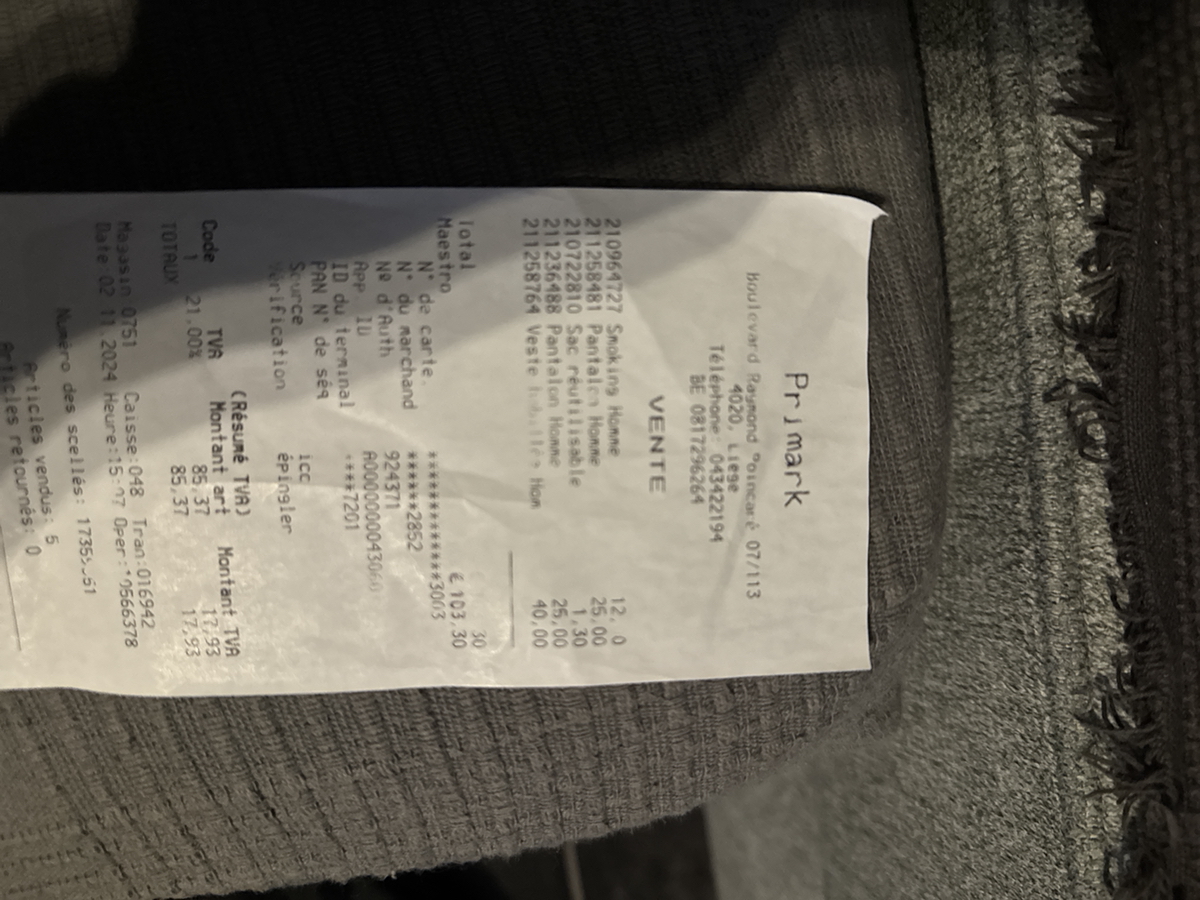 Primark
Boulevard Raymond Poincaré 07/113
4020, Liege
Téléphone: 043422194
BE 0817296264
VENTE
210964727 Smoking Homme 12. 0
211258481 Pantalon Homme 25,00
210722810 Sac réutilisable 1,30
211236488 Pantalon Homme 25,00
211258764 Veste Hom 40,00
Total 30
Maestro € 103,30
N° de carte. ************3003
N° du marchand *****2852
Nº d'Auth 924371
App. ID
ID du terminal ****7201
PAN N° de séq
Source icc
Vérification épingler
(Résumé TVA)
Code TVA Montant art Montant TVA
1 21,00% 85,37 17,93
TOTAUX 85,37 17,93
Magasin 0751 Caisse:048 Tran:016942
Date:02 11 2024 Heure:15 Oper: 0566378
Numéro des scellés:
Articles vendus: 5
Articles retournés: 0